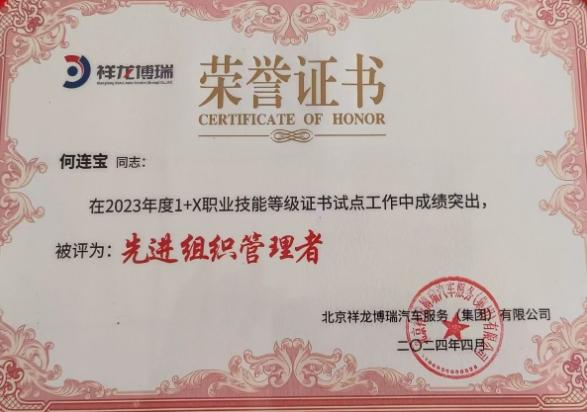 祥龙博瑞
荣誉证书
CERTIFICATE OF HONOR
何连宝 同志：
在2023年度1+X职业技能等级证书试点工作中成绩突出，
被评为：先进组织管理者
北京祥龙博瑞汽车服务（集团）有限公司
二〇二四年四月